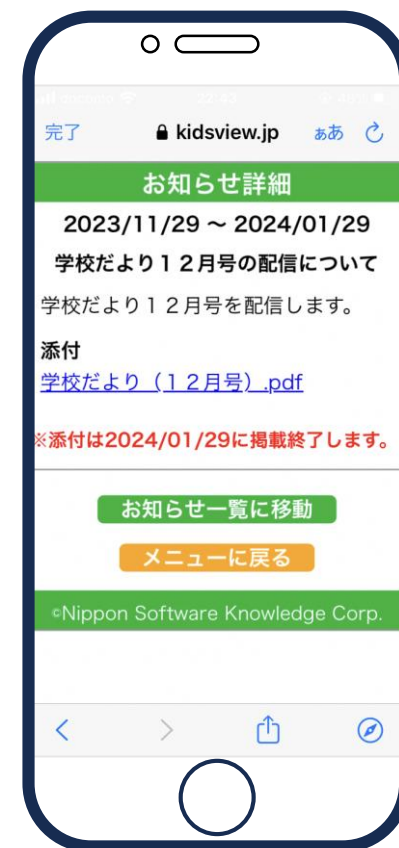 完了 kidsview.jp ぁあ
お知らせ詳細
2023/11/29 ～ 2024/01/29
学校だより１２月号の配信について
学校だより１２月号を配信します。
添付
学校だより（１２月号）.pdf
※添付は2024/01/29に掲載終了します。
お知らせ一覧に移動
メニューに戻る
©Nippon Software Knowledge Corp.